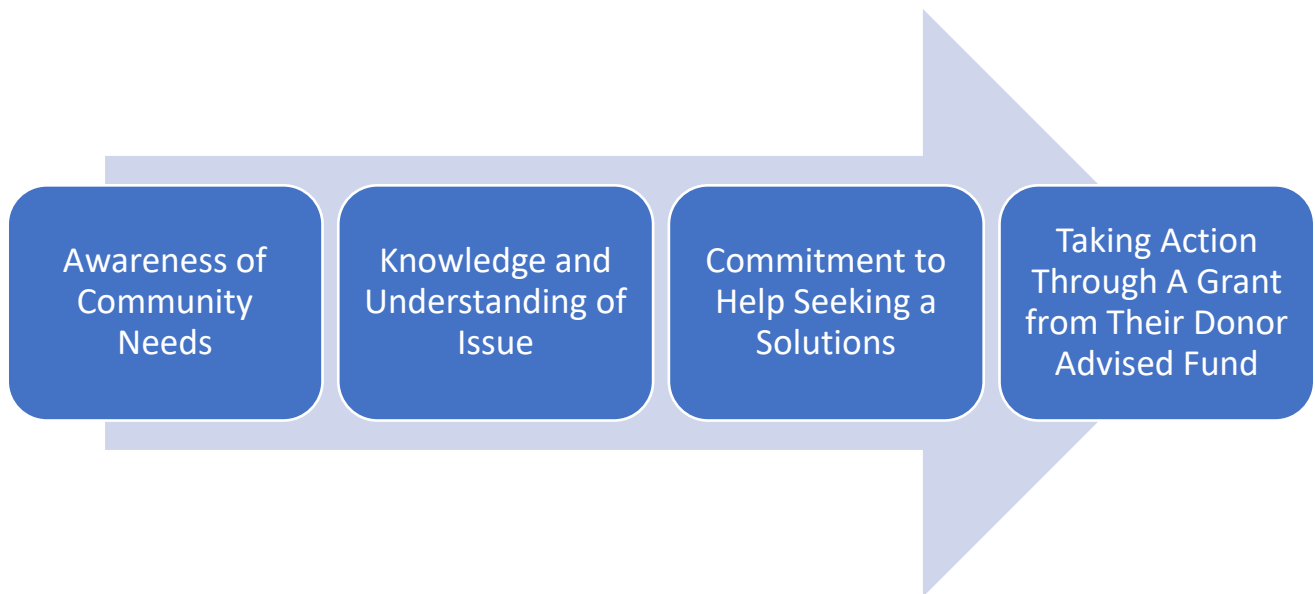 Awareness of
Community
Needs
Knowledge and
Understanding of
Issue
Commitment to
Help Seeking a
Solutions
Taking Action
Through A Grant
from Their Donor
Advised Fund